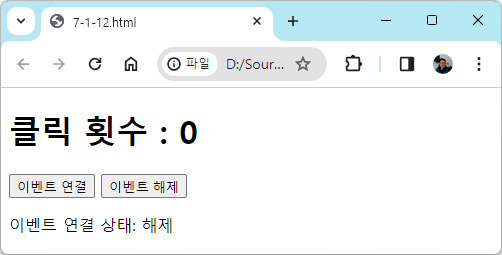 7-1-12.html
파일
D:/Sour...
클릭 횟수 : 0
이벤트 연결 이벤트 해제
이벤트 연결 상태: 해제